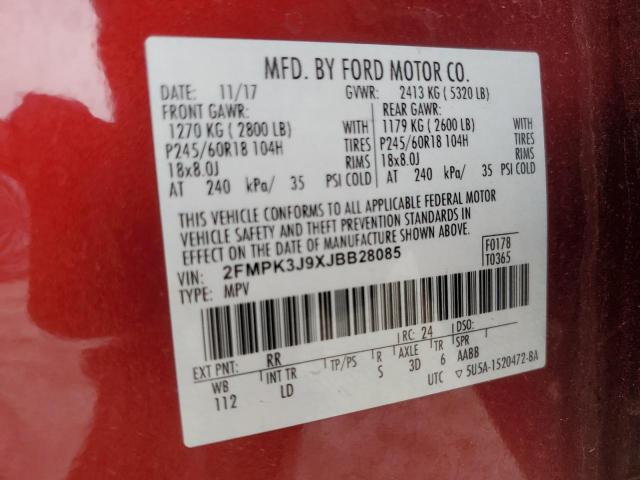 MFD. BY FORD MOTOR CO.
DATE: 11/17 GVWR: 2413 KG ( 5320 LB)
FRONT GAWR: REAR GAWR:
1270 KG ( 2800 LB) WITH 1179 KG ( 2600 LB) WITH
P245/60R18 104H TIRES P245/60R18 104H TIRES
18x8.0J RIMS 18x8.0J RIMS
AT 240 kPa/ 35 PSI COLD AT 240 kPa/ 35 PSI COLD
THIS VEHICLE CONFORMS TO ALL APPLICABLE FEDERAL MOTOR
VEHICLE SAFETY AND THEFT PREVENTION STANDARDS IN
EFFECT ON THE DATE OF MANUFACTURE SHOWN ABOVE.
VIN: 2FMPK3J9XJBB28085 F0178
TYPE: MPV T0365
EXT PNT: RR RC: 24 DSO:
WB INT TR TP/PS R AXLE TR SPR
112 LD S 3D 6 AABB
UTC ▽ 5U5A-1520472-BA